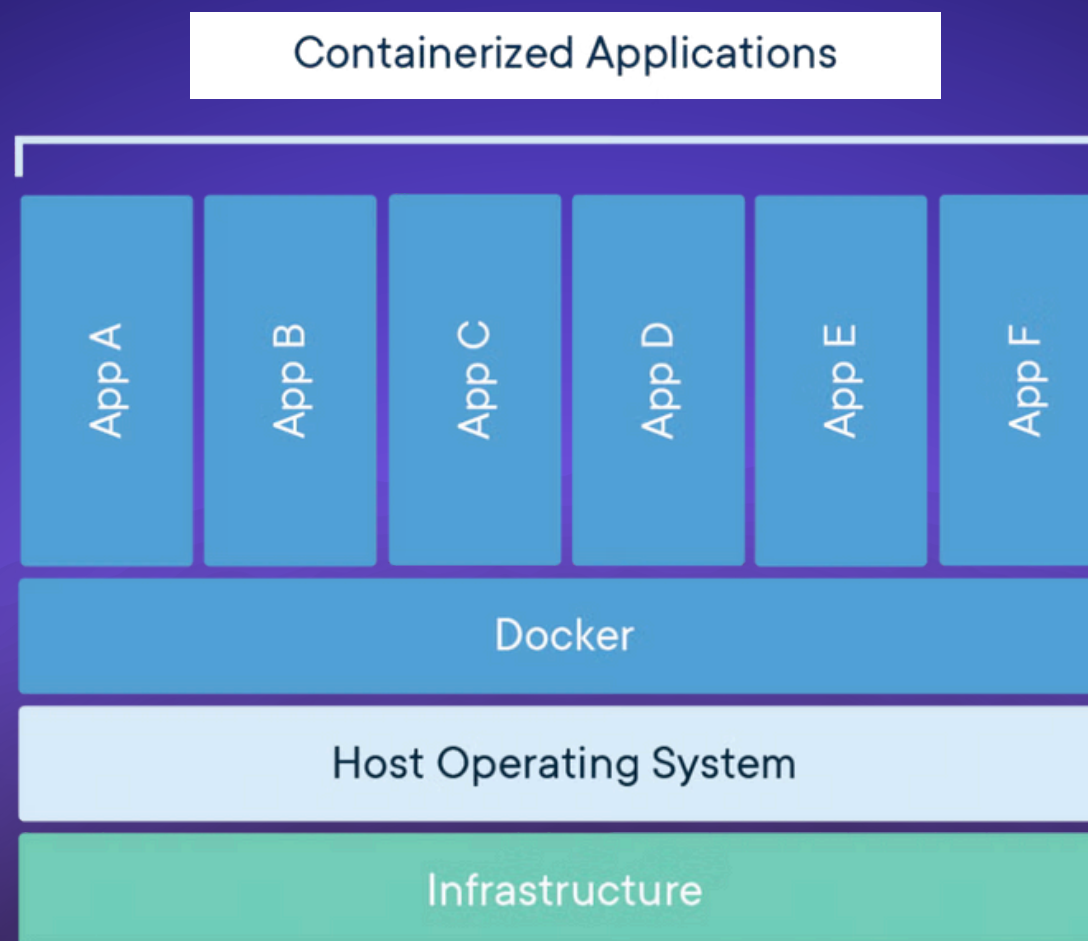 Containerized Applications
App A
App B
App C
App D
App E
App F
Docker
Host Operating System
Infrastructure